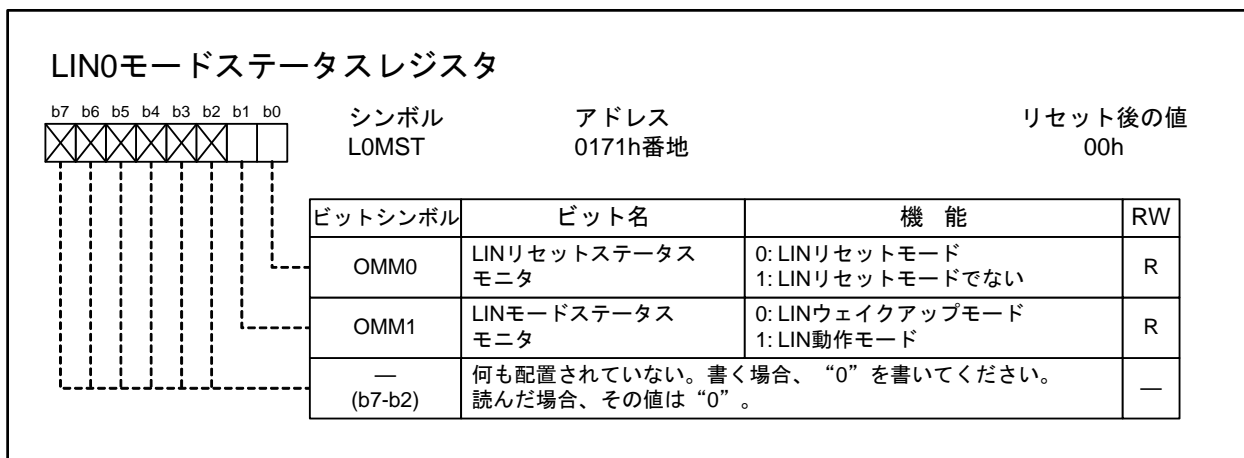 LIN0モードステータスレジスタ
b7 b6 b5 b4 b3 b2 b1 b0
シンボル アドレス リセット後の値
L0MST 0171h番地 00h
ビットシンボル ビット名 機 能 RW
OMM0 LINリセットステータス 0: LINリセットモード R
モニタ 1: LINリセットモードでない
OMM1 LINモードステータス 0: LINウェイクアップモード R
モニタ 1: LIN動作モード
— 何も配置されていない。書く場合、“0”を書いてください。 —
(b7-b2) 読んだ場合、その値は“0”。